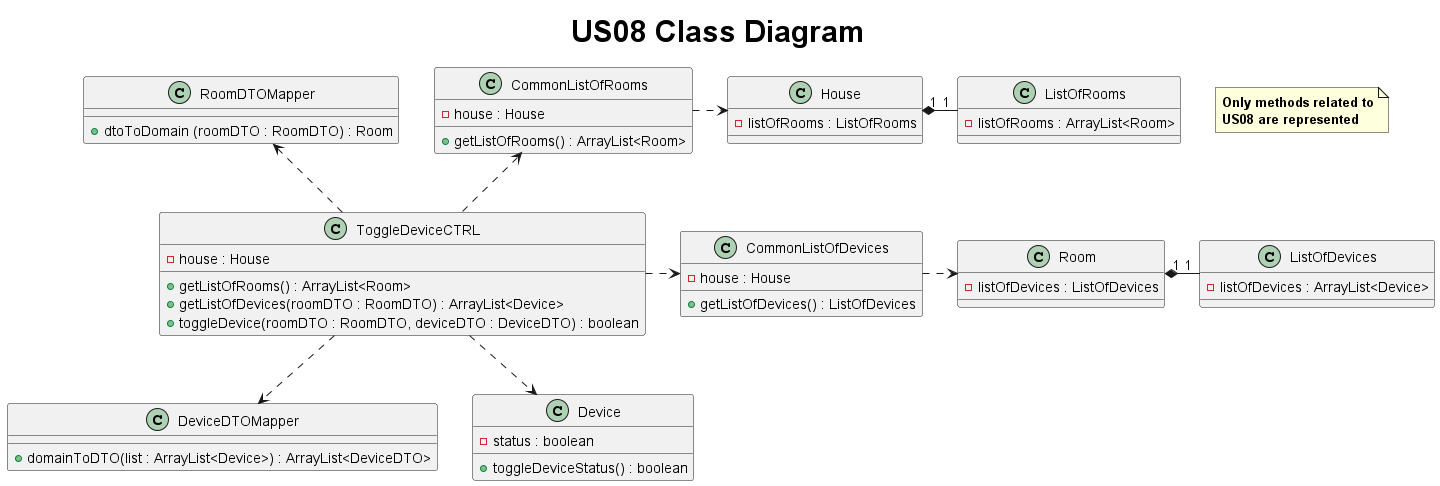 US08 Class Diagram
C RoomDTOMapper
dtoToDomain (roomDTO : RoomDTO) : Room
C CommonListOfRooms
house : House
getListOfRooms() : ArrayList<Room>
C House
listOfRooms : ListOfRooms
1 1
C ListOfRooms
listOfRooms : ArrayList<Room>
Only methods related to
US08 are represented
C ToggleDeviceCTRL
house : House
getListOfRooms() : ArrayList<Room>
getListOfDevices(roomDTO : RoomDTO) : ArrayList<Device>
toggleDevice(roomDTO : RoomDTO, deviceDTO : DeviceDTO) : boolean
C CommonListOfDevices
house : House
getListOfDevices() : ListOfDevices
C Room
listOfDevices : ListOfDevices
1 1
C ListOfDevices
listOfDevices : ArrayList<Device>
C DeviceDTOMapper
domainToDTO(list : ArrayList<Device>) : ArrayList<DeviceDTO>
C Device
status : boolean
toggleDeviceStatus() : boolean